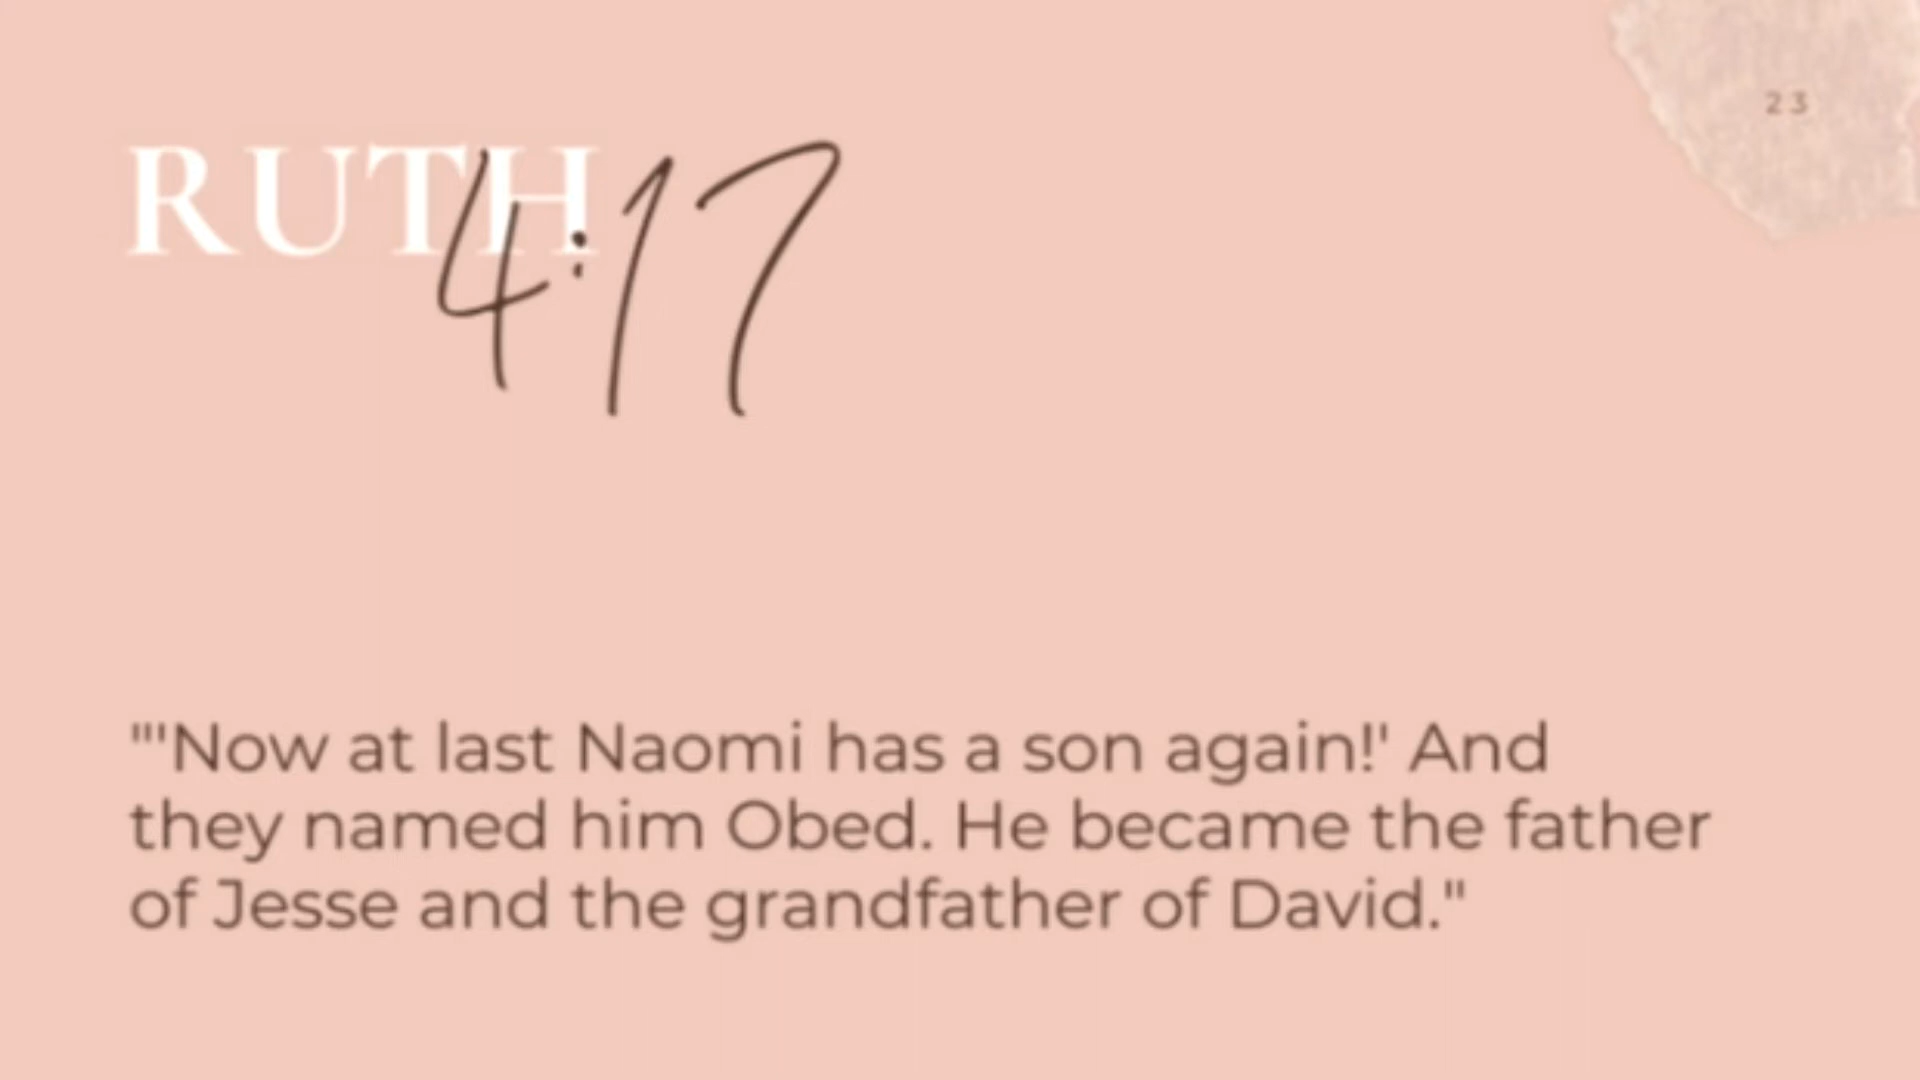 23
RUTH
4:17
"'Now at last Naomi has a son again!' And
they named him Obed. He became the father
of Jesse and the grandfather of David."